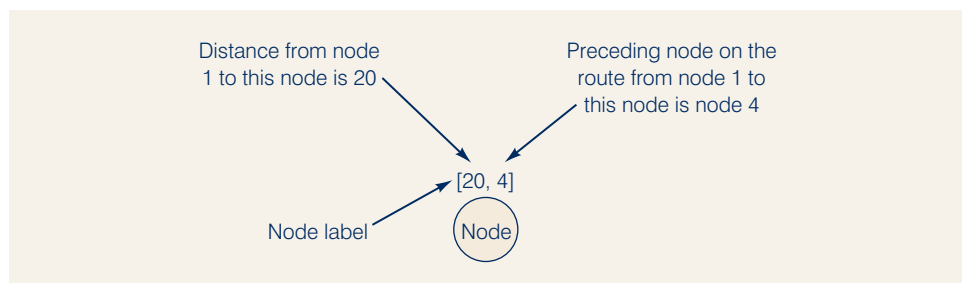 Distance from node
1 to this node is 20
Preceding node on the
route from node 1 to
this node is node 4
[20, 4]
Node label
Node